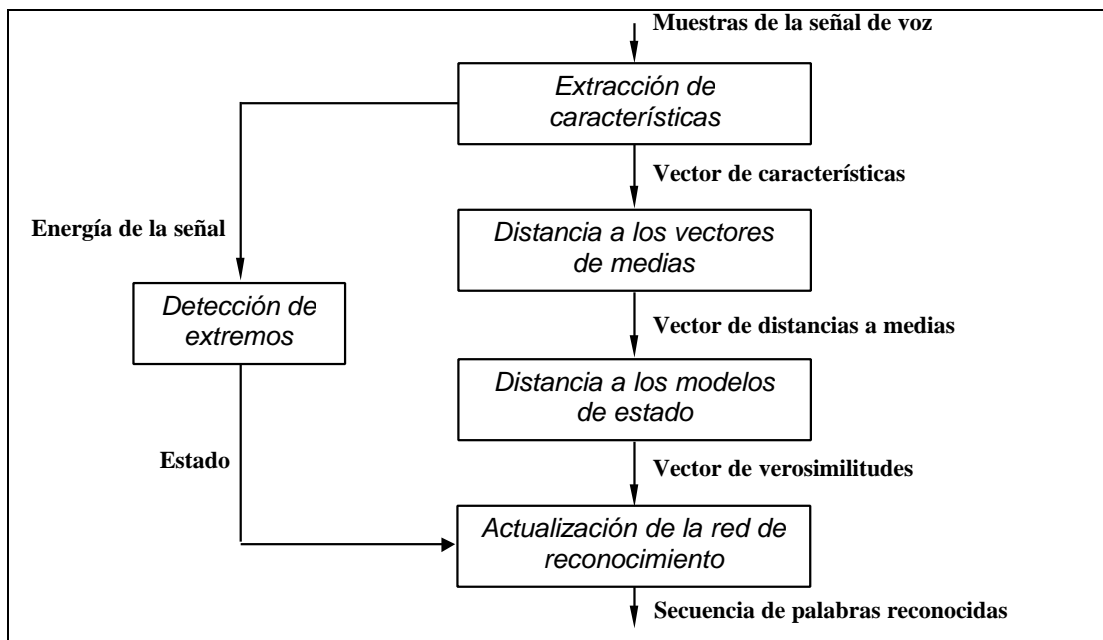 Muestras de la señal de voz
Extracción de
características
Vector de características
Energía de la señal
Distancia a los vectores
de medias
Detección de
extremos
Vector de distancias a medias
Distancia a los modelos
de estado
Estado
Vector de verosimilitudes
Actualización de la red de
reconocimiento
Secuencia de palabras reconocidas